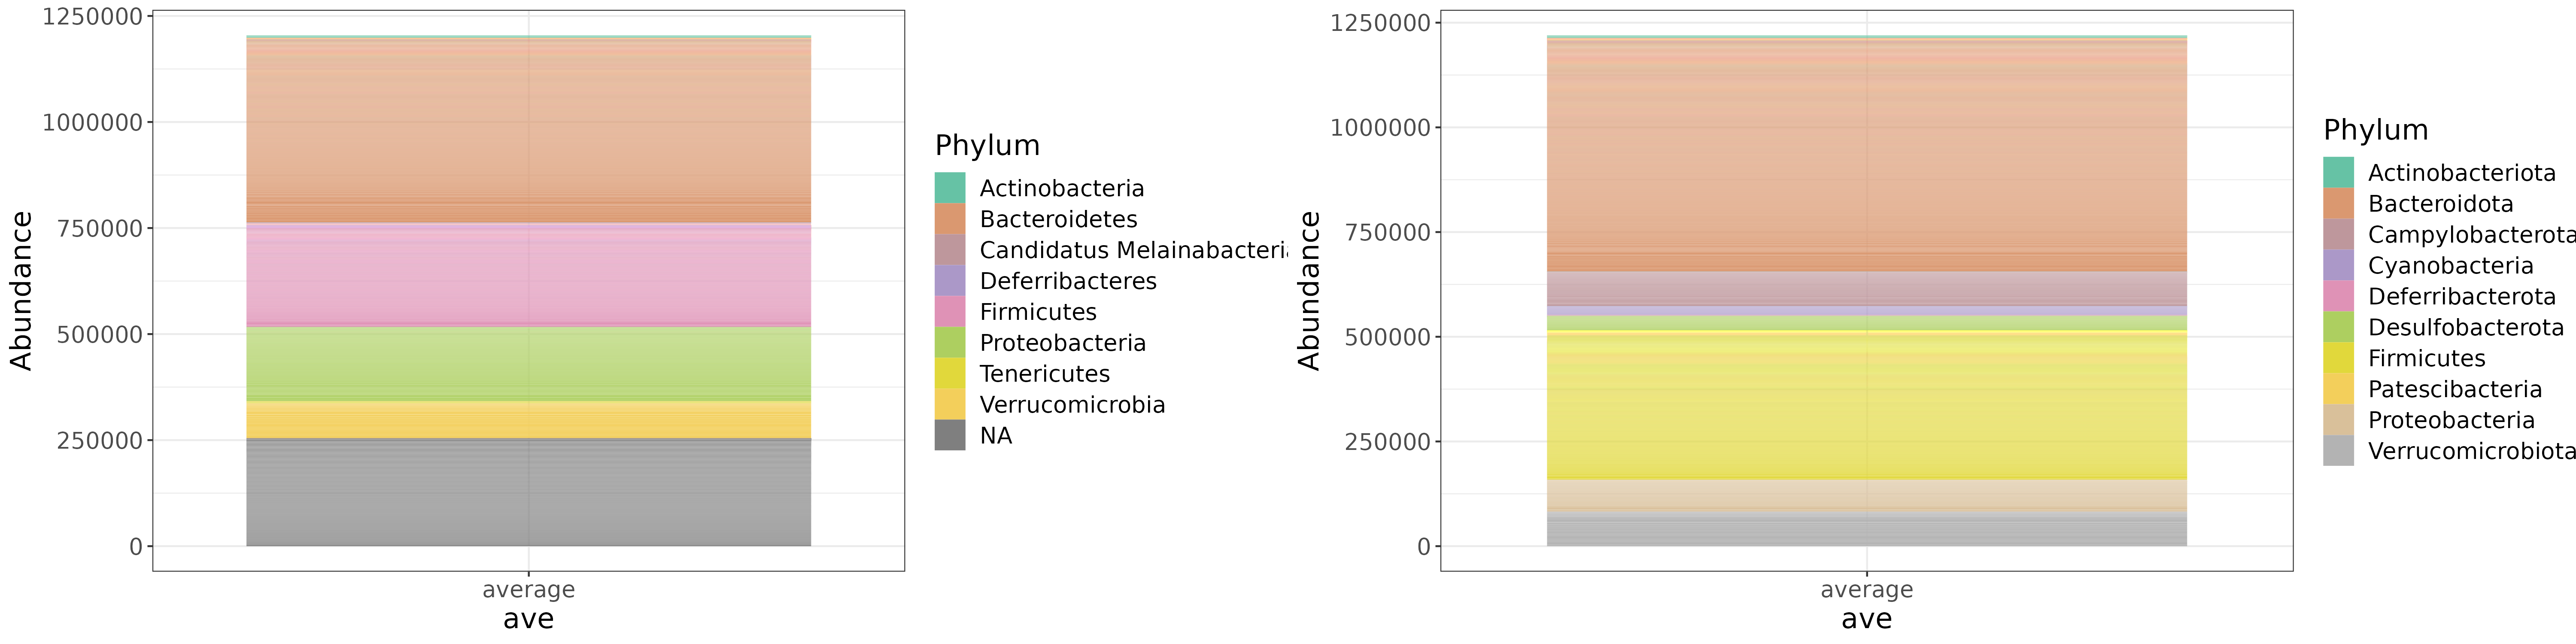 1250000
1000000
750000
500000
250000
0
Abundance
average
ave
Phylum
Actinobacteria
Bacteroidetes
Candidatus Melainabacteri
Deferribacteres
Firmicutes
Proteobacteria
Tenericutes
Verrucomicrobia
NA
1250000
1000000
750000
500000
250000
0
Abundance
average
ave
Phylum
Actinobacteriota
Bacteroidota
Campylobacterota
Cyanobacteria
Deferribacterota
Desulfobacterota
Firmicutes
Patescibacteria
Proteobacteria
Verrucomicrobiota